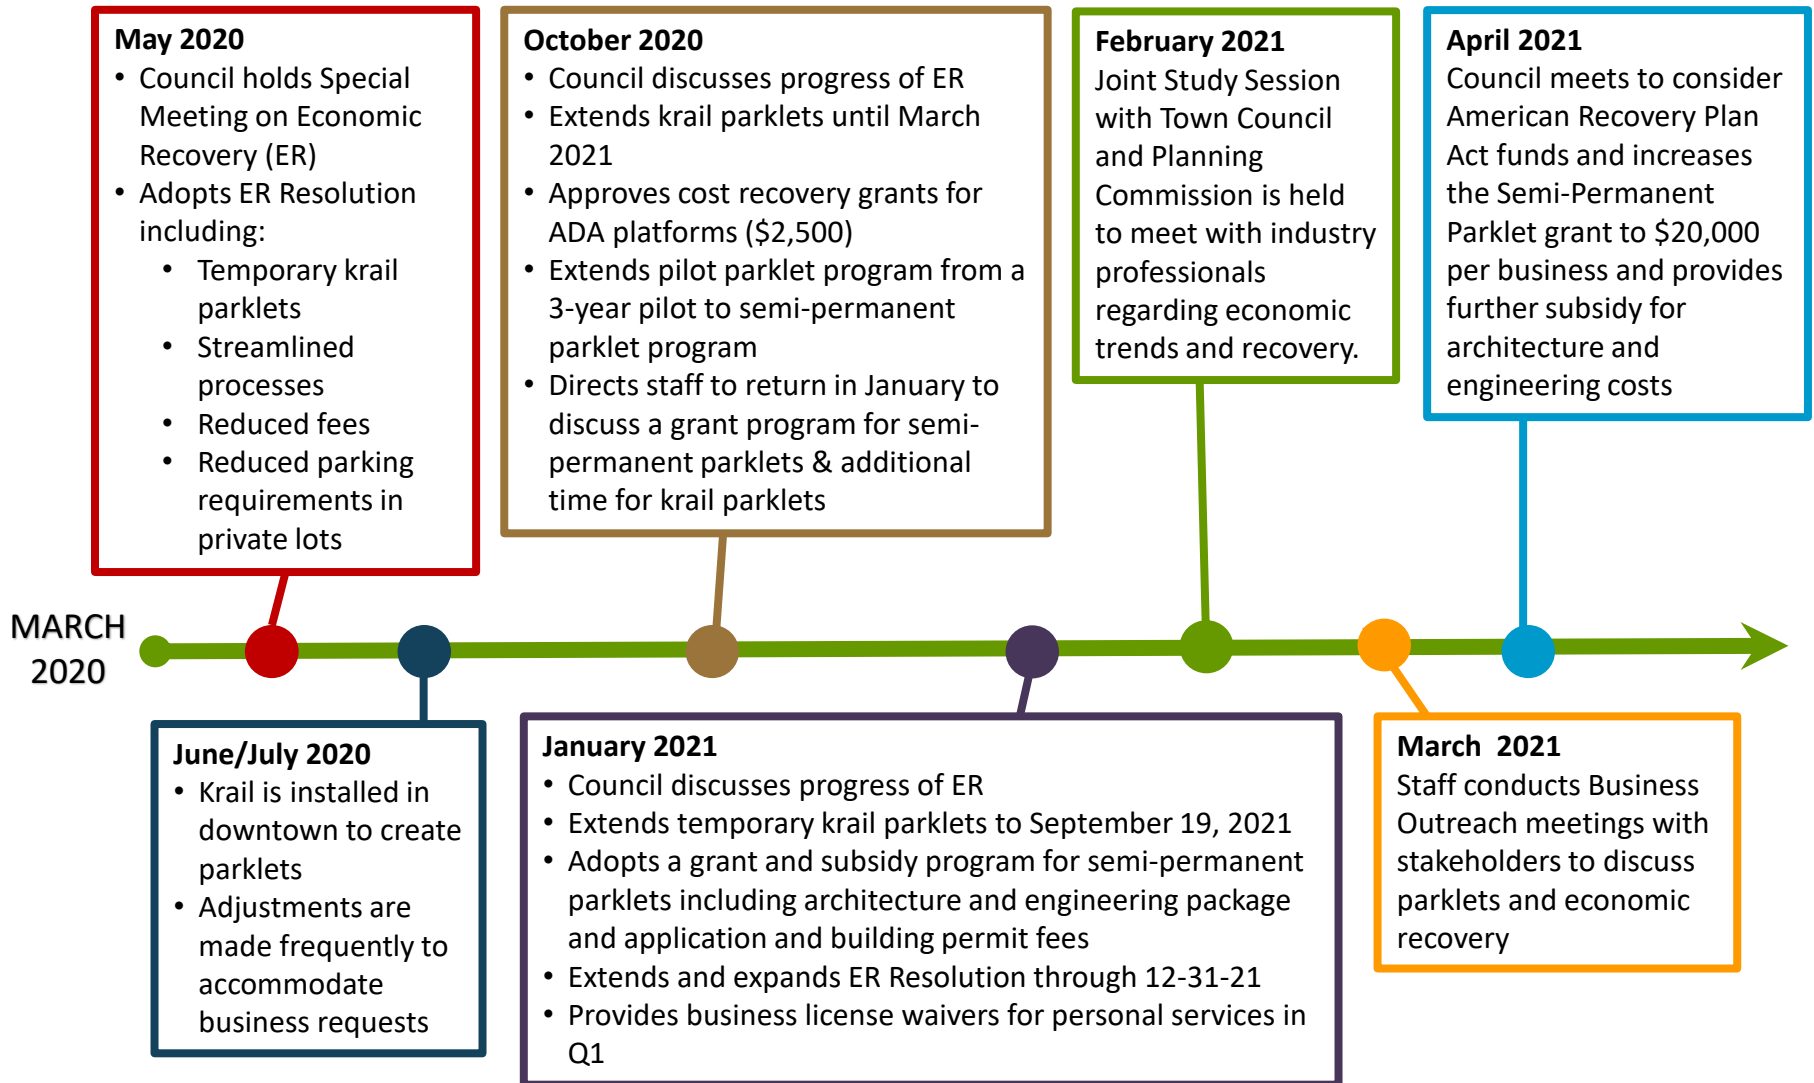 May 2020
• Council holds Special
Meeting on Economic
Recovery (ER)
• Adopts ER Resolution
including:
• Temporary krail
parklets
• Streamlined
processes
• Reduced fees
• Reduced parking
requirements in
private lots
October 2020
• Council discusses progress of ER
• Extends krail parklets until March
2021
• Approves cost recovery grants for
ADA platforms ($2,500)
• Extends pilot parklet program from a
3-year pilot to semi-permanent
parklet program
• Directs staff to return in January to
discuss a grant program for semi-
permanent parklets & additional
time for krail parklets
February 2021
Joint Study Session
with Town Council
and Planning
Commission is held
to meet with industry
professionals
regarding economic
trends and recovery.
April 2021
Council meets to consider
American Recovery Plan
Act funds and increases
the Semi-Permanent
Parklet grant to $20,000
per business and provides
further subsidy for
architecture and
engineering costs
MARCH
2020
June/July 2020
• Krail is installed in
downtown to create
parklets
• Adjustments are
made frequently to
accommodate
business requests
January 2021
• Council discusses progress of ER
• Extends temporary krail parklets to September 19, 2021
• Adopts a grant and subsidy program for semi-permanent
parklets including architecture and engineering package
and application and building permit fees
• Extends and expands ER Resolution through 12-31-21
• Provides business license waivers for personal services in
Q1
March  2021
Staff conducts Business
Outreach meetings with
stakeholders to discuss
parklets and economic
recovery